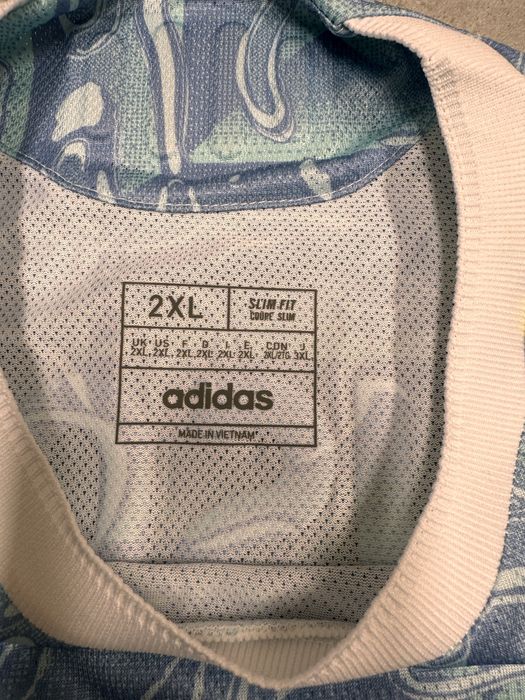 2XL
SLIM FIT
COUPE SLIM
UK US F D I E CDN J
2XL 2XL 2XL 2XL 2XL 2XL 2XL/2TG 3XL
adidas
MADE IN VIETNAM